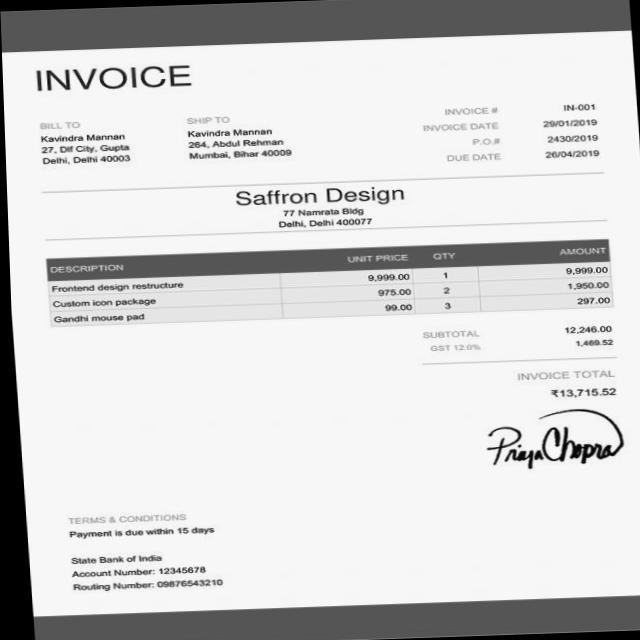 INVOICE
BILL TO
Kavindra Mannan
27, Dlf City, Gupta
Delhi, Delhi 40003
SHIP TO
Kavindra Mannan
264, Abdul Rehman
Mumbai, Bihar 40009
INVOICE # IN-001
INVOICE DATE 29/01/2019
P.O.# 2430/2019
DUE DATE 26/04/2019
Saffron Design
77 Namrata Bldg
Delhi, Delhi 400077
DESCRIPTION UNIT PRICE QTY AMOUNT
Frontend design restructure 9,999.00 1 9,999.00
Custom icon package 975.00 2 1,950.00
Gandhi mouse pad 99.00 3 297.00
SUBTOTAL 12,246.00
GST 12.0% 1,469.52
INVOICE TOTAL
₹13,715.52
Priya Chopra
TERMS & CONDITIONS
Payment is due within 15 days
State Bank of India
Account Number: 12345678
Routing Number: 09876543210